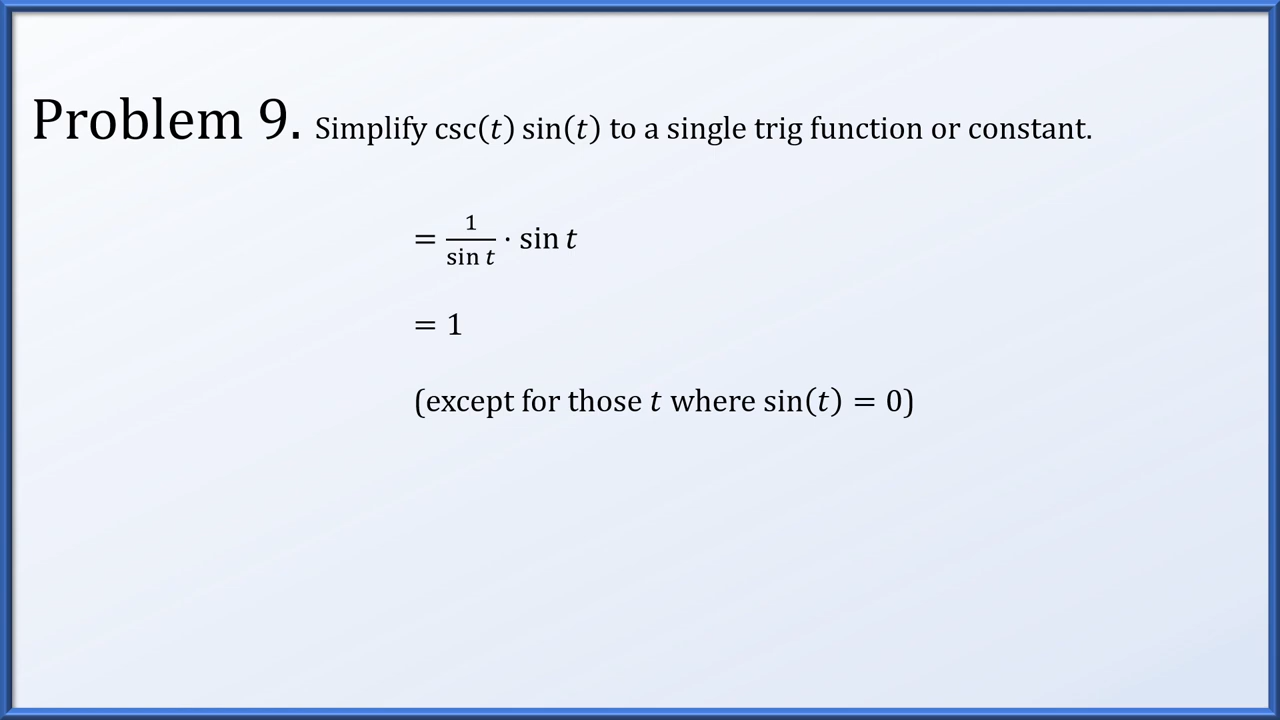 Problem 9. Simplify csc(t) sin(t) to a single trig function or constant.
= 1/sin t · sin t
= 1
(except for those t where sin(t) = 0)